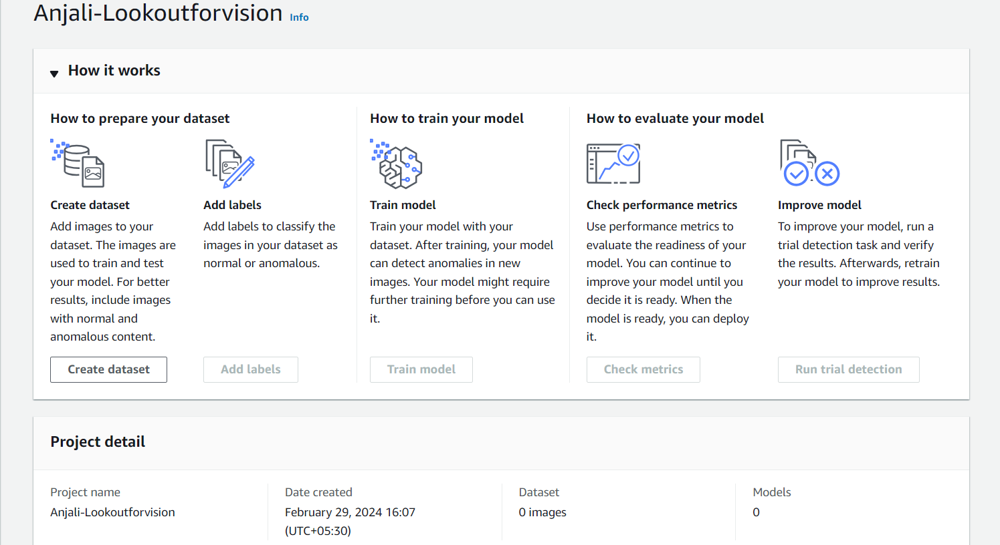 Anjali-Lookoutforvision Info
How it works
How to prepare your dataset
Create dataset
Add images to your
dataset. The images are
used to train and test
your model. For better
results, include images
with normal and
anomalous content.
Create dataset
Add labels
Add labels to classify the
images in your dataset as
normal or anomalous.
Add labels
How to train your model
Train model
Train your model with your
dataset. After training, your model
can detect anomalies in new
images. Your model might require
further training before you can use
it.
Train model
How to evaluate your model
Check performance metrics
Use performance metrics to
evaluate the readiness of your
model. You can continue to
improve your model until you
decide it is ready. When the
model is ready, you can deploy
it.
Check metrics
Improve model
To improve your model, run a
trial detection task and verify
the results. Afterwards, retrain
your model to improve results.
Run trial detection
Project detail
Project name
Anjali-Lookoutforvision
Date created
February 29, 2024 16:07
(UTC+05:30)
Dataset
0 images
Models
0